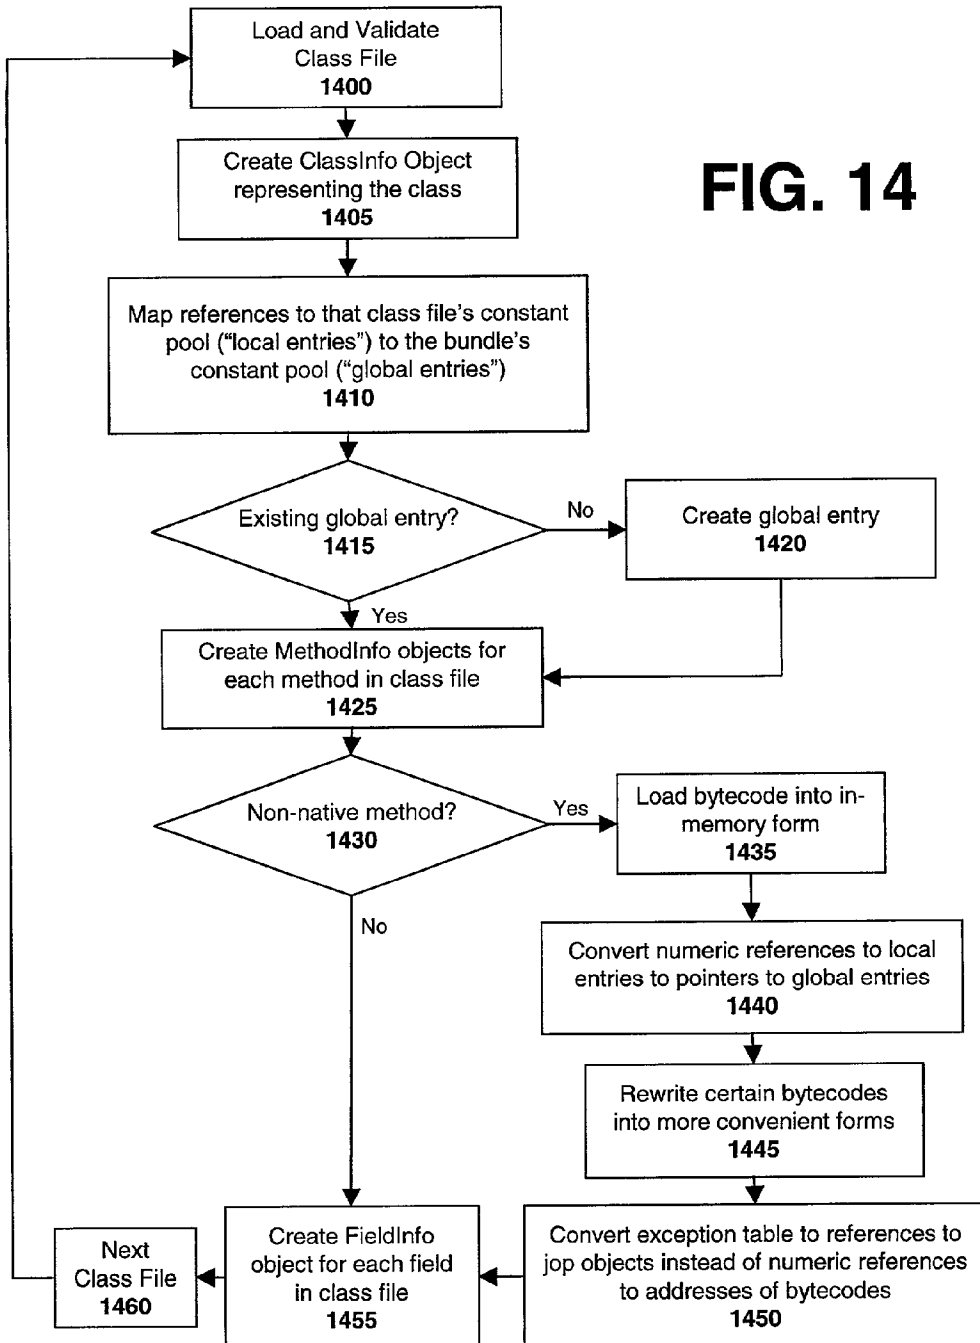 Load and Validate
Class File
1400
Create ClassInfo Object
representing the class
1405
FIG. 14
Map references to that class file's constant
pool ("local entries") to the bundle's
constant pool ("global entries")
1410
Existing global entry?
1415
No
Create global entry
1420
Yes
Create MethodInfo objects for
each method in class file
1425
Non-native method?
1430
Yes
Load bytecode into in-
memory form
1435
No
Convert numeric references to local
entries to pointers to global entries
1440
Rewrite certain bytecodes
into more convenient forms
1445
Convert exception table to references to
jop objects instead of numeric references
to addresses of bytecodes
1450
Create FieldInfo
object for each field
in class file
1455
Next
Class File
1460